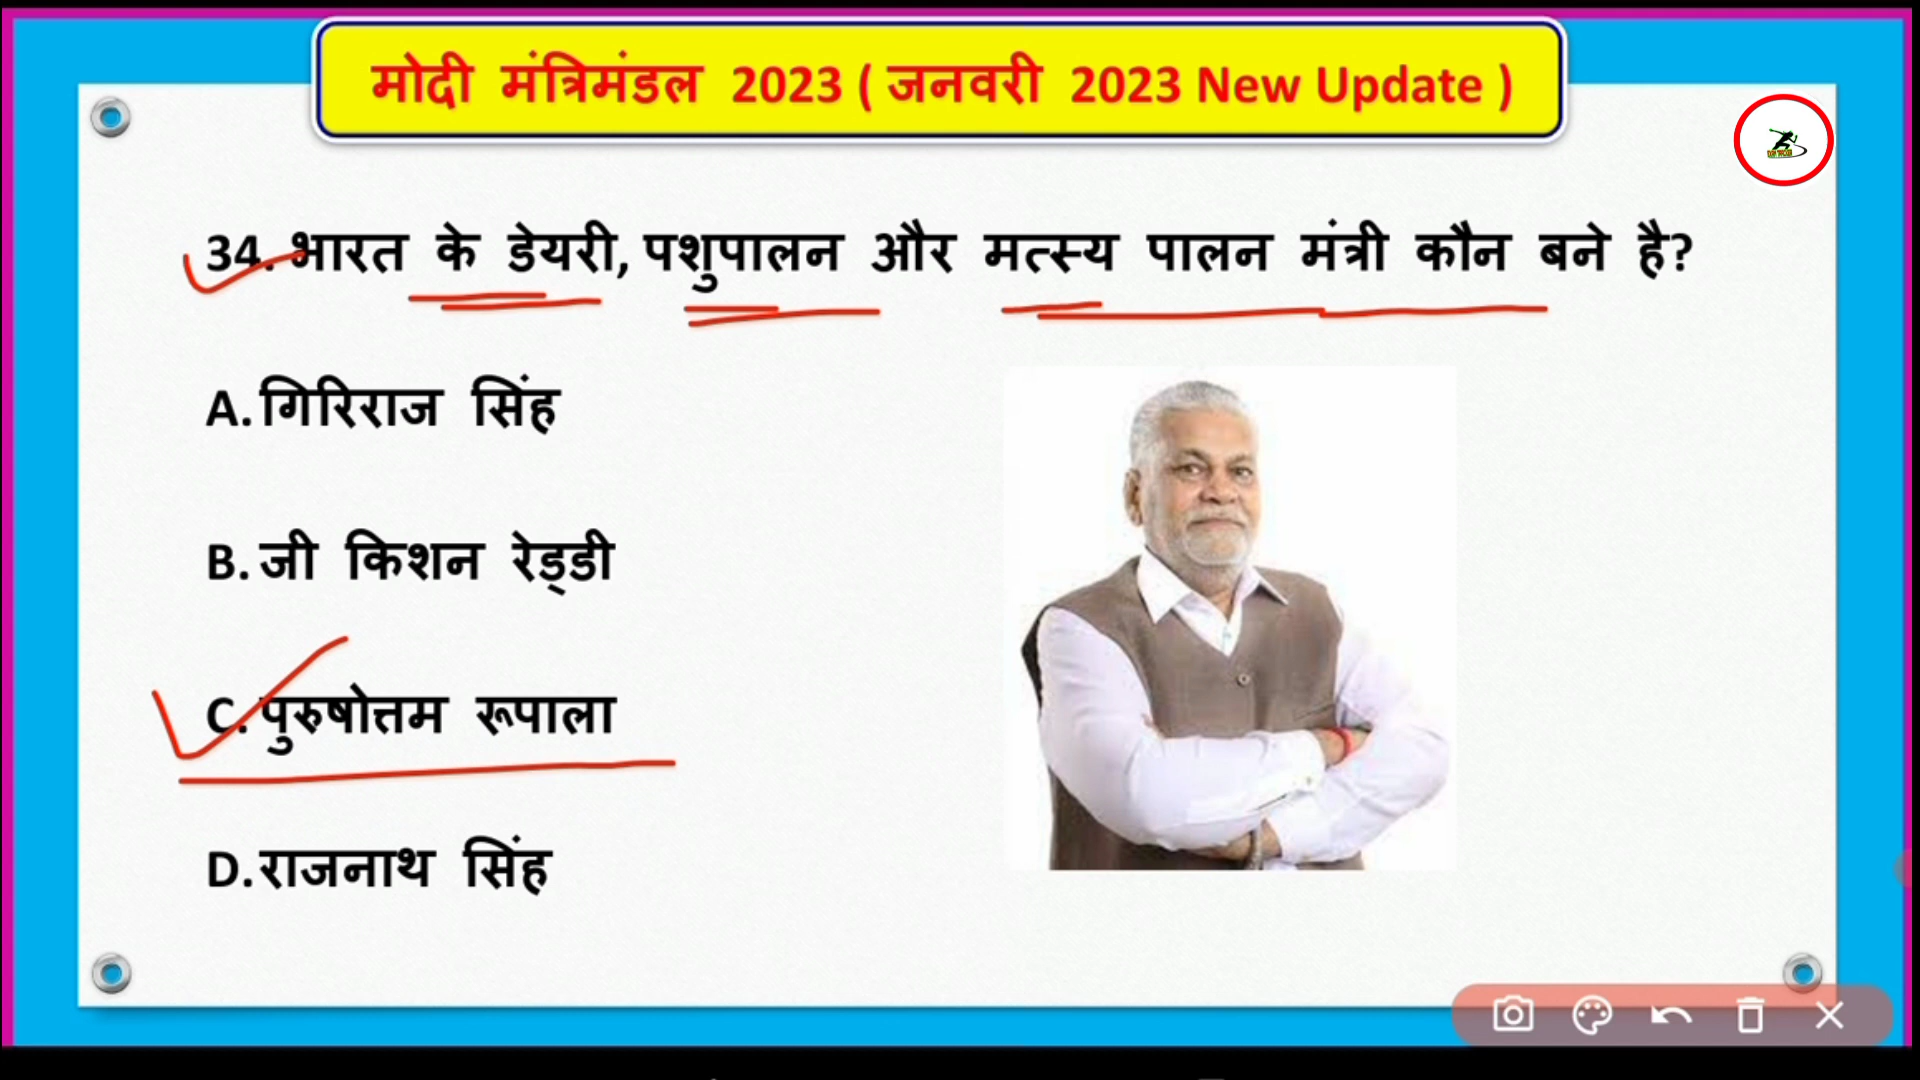 मोदी मंत्रिमंडल 2023 ( जनवरी 2023 New Update )
34. भारत के डेयरी, पशुपालन और मत्स्य पालन मंत्री कौन बने है?
A. गिरिराज सिंह
B. जी किशन रेड्डी
C. पुरुषोत्तम रूपाला
D. राजनाथ सिंह